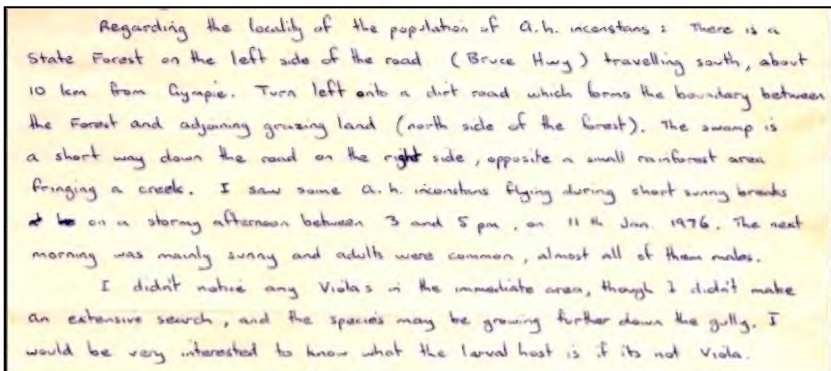 Regarding the locality of the population of a.h. inconstans : There is a
State Forest on the left side of the road (Bruce Hwy) travelling south, about
10 km from Gympie. Turn left onto a dirt road which forms the boundary between
the Forest and adjoining grazing land (north side of the forest). The swamp is
a short way down the road on the right side, opposite a small rainforest area
fringing a creek. I saw some a.h. inconstans flying during short sunny breaks
on a stormy afternoon between 3 and 5 pm, on 11 th Jan. 1976. The next
morning was mainly sunny and adults were common, almost all of them males.
I didn't notice any Violas in the immediate area, though I didn't make
an extensive search, and the species may be growing further down the gully. I
would be very interested to know what the larval host is if its not Viola.